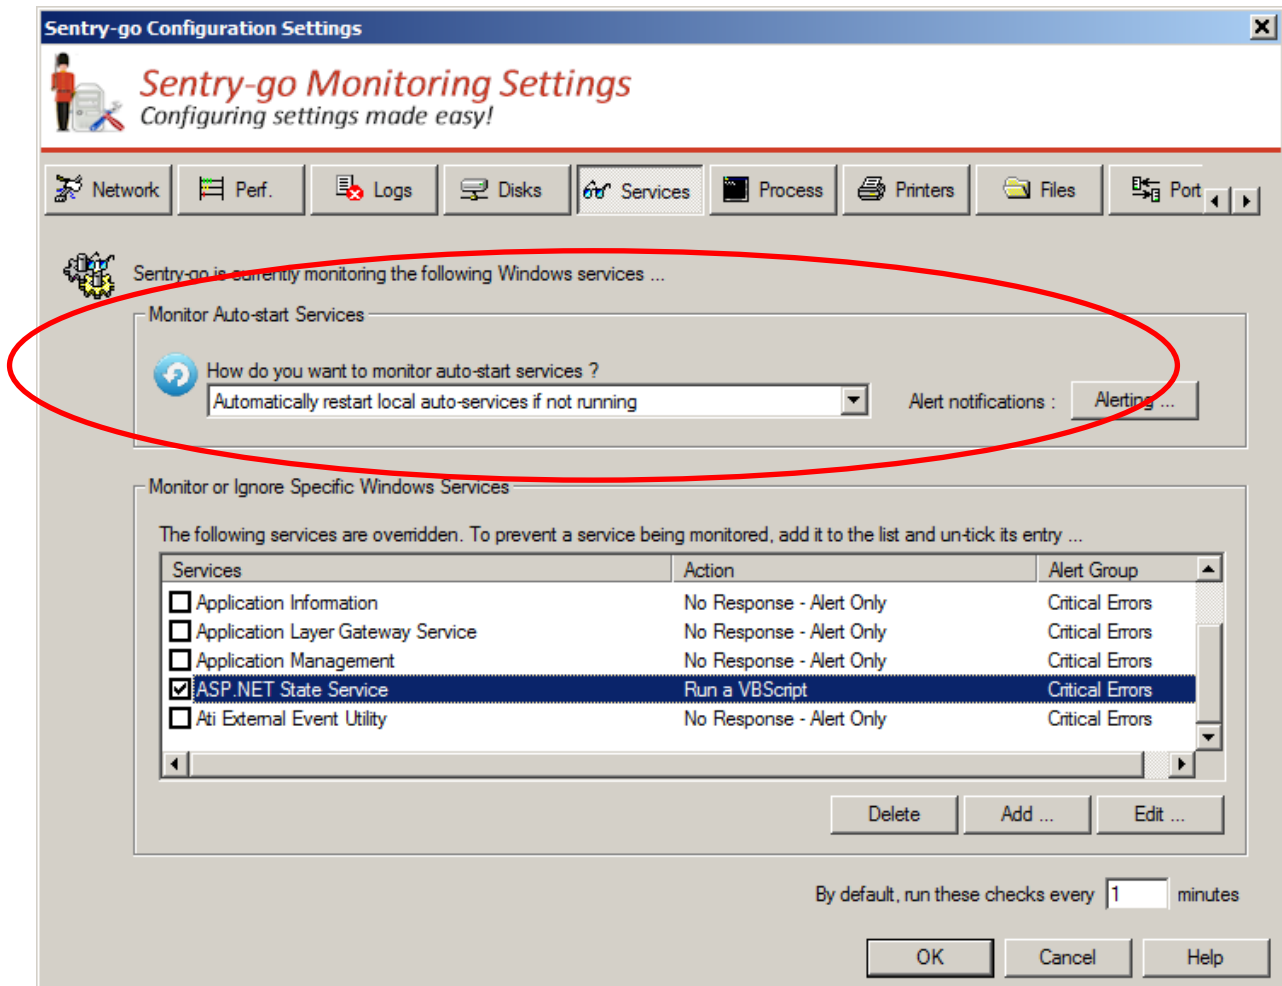 Sentry-go Configuration Settings
Sentry-go Monitoring Settings
Configuring settings made easy!
Network Perf. Logs Disks Services Process Printers Files Port
Sentry-go is currently monitoring the following Windows services ...
Monitor Auto-start Services
How do you want to monitor auto-start services ?
Automatically restart local auto-services if not running Alert notifications : Alerting ...
Monitor or Ignore Specific Windows Services
The following services are overridden. To prevent a service being monitored, add it to the list and un-tick its entry ...
Services Action Alert Group
Application Information No Response - Alert Only Critical Errors
Application Layer Gateway Service No Response - Alert Only Critical Errors
Application Management No Response - Alert Only Critical Errors
ASP.NET State Service Run a VBScript Critical Errors
Ati External Event Utility No Response - Alert Only Critical Errors
Delete Add ... Edit ...
By default, run these checks every 1 minutes
OK Cancel Help